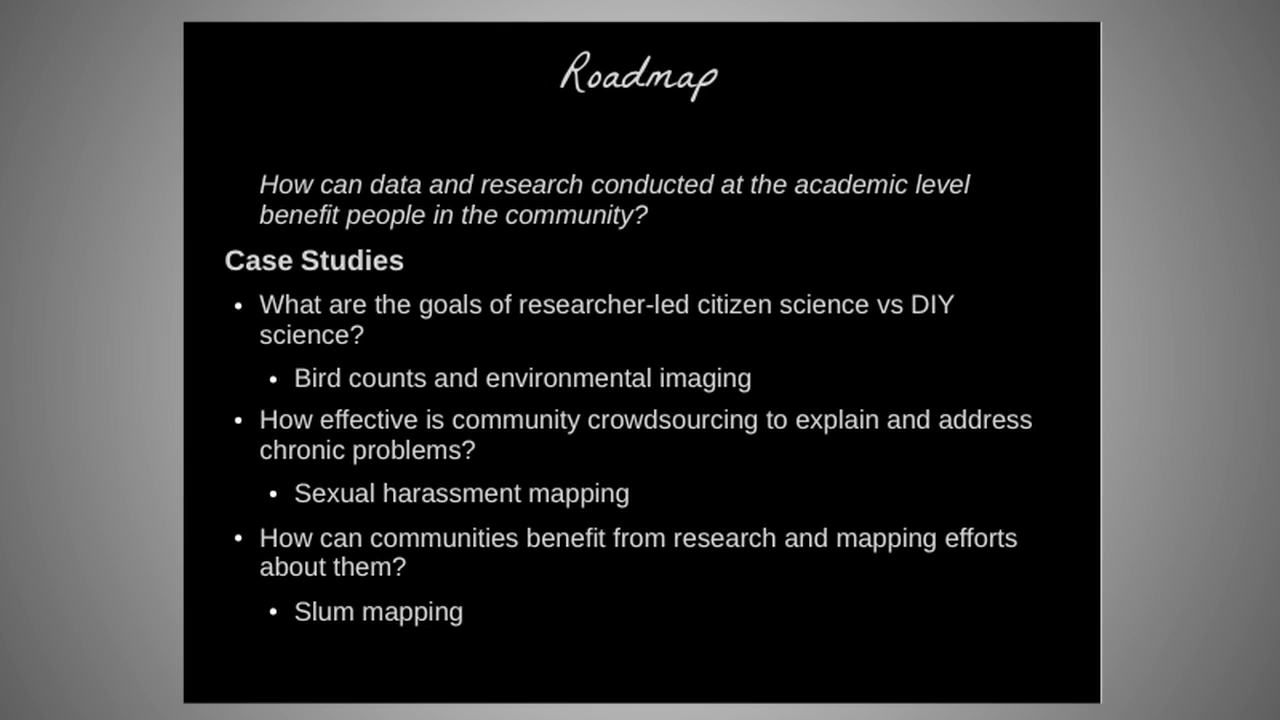 Roadmap
How can data and research conducted at the academic level
benefit people in the community?
Case Studies
• What are the goals of researcher-led citizen science vs DIY
science?
• Bird counts and environmental imaging
• How effective is community crowdsourcing to explain and address
chronic problems?
• Sexual harassment mapping
• How can communities benefit from research and mapping efforts
about them?
• Slum mapping